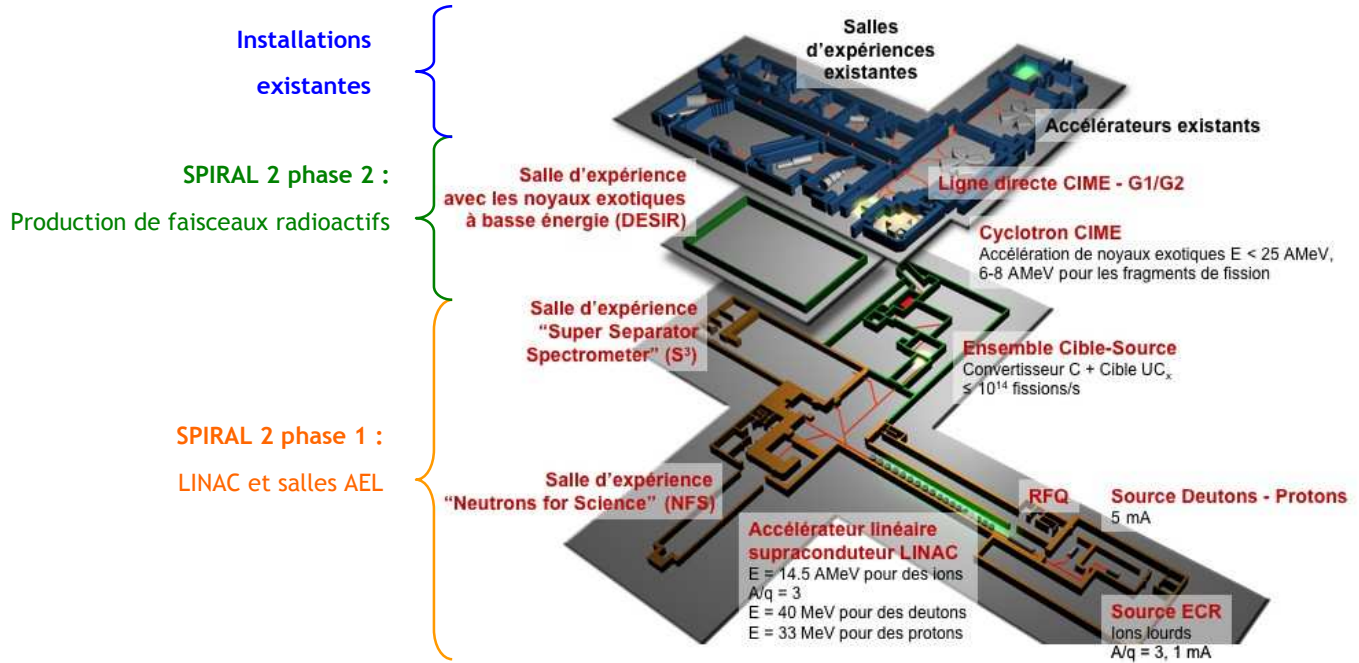 Installations
existantes
SPIRAL 2 phase 2 :
Production de faisceaux radioactifs
SPIRAL 2 phase 1 :
LINAC et salles AEL
Salles
d’expériences
existantes
Accélérateurs existants
Salle d’expérience
avec les noyaux exotiques
à basse énergie (DESIR)
Ligne directe CIME - G1/G2
Cyclotron CIME
Accélération de noyaux exotiques E < 25 AMeV,
6-8 AMeV pour les fragments de fission
Salle d’expérience
“Super Separator
Spectrometer” (S³)
Ensemble Cible-Source
Convertisseur C + Cible UCₓ
≤ 10¹⁴ fissions/s
Salle d’expérience
“Neutrons for Science” (NFS)
RFQ
Source Deutons - Protons
5 mA
Accélérateur linéaire
supraconducteur LINAC
E = 14.5 AMeV pour des ions
A/q = 3
E = 40 MeV pour des deutons
E = 33 MeV pour des protons
Source ECR
Ions lourds
A/q = 3, 1 mA